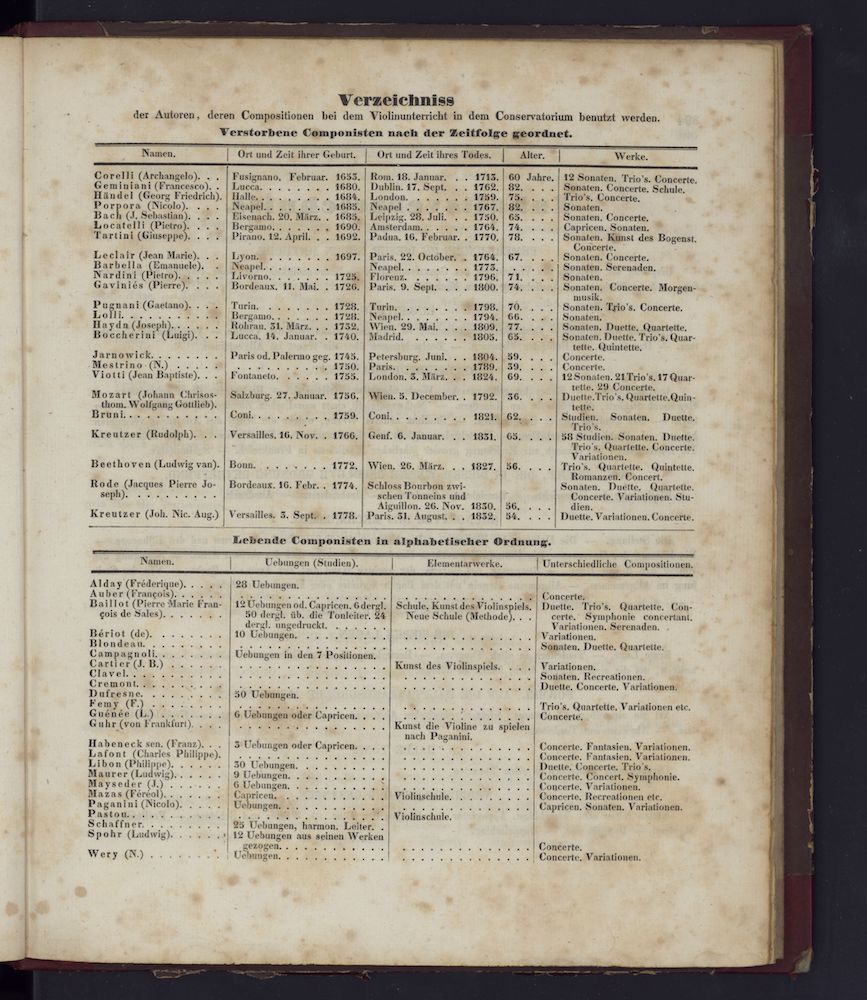 Verzeichniss
der Autoren, deren Compositionen bei dem Violinunterricht in dem Conservatorium benutzt werden.
Verstorbene Componisten nach der Zeitfolge geordnet.
Namen. Ort und Zeit ihrer Geburt. Ort und Zeit ihres Todes. Alter. Werke.
Corelli (Archangelo). . . Fusignano. Februar. 1653. Rom. 18. Januar. . . 1713. 60 Jahre. 12 Sonaten. Trio's. Concerte.
Geminiani (Francesco). . Lucca. . . . . . . . 1680. Dublin. 17. Sept. . . 1762. 82. . . . Sonaten. Concerte. Schule.
Händel (Georg Friedrich). Halle. . . . . . . . 1684. London. . . . . . . 1759. 75. . . . Trio's. Concerte.
Porpora (Nicolo). . . . Neapel. . . . . . . . 1685. Neapel . . . . . . . 1767. 82. . . . Sonaten.
Bach (J. Sebastian). . . . Eisenach. 20. März. . . 1685. Leipzig. 28. Juli. . . . 1750. 65. . . . Sonaten. Concerte.
Locatelli (Pietro). . . . Bergamo. . . . . . . 1690. Amsterdam. . . . . . 1764. 74. . . . Capricen. Sonaten.
Tartini (Giuseppe). . . . Pirano. 12. April. . . 1692. Padua. 16. Februar. . 1770. 78. . . . Sonaten. Kunst des Bogenst.
Concerte.
Leclair (Jean Marie). . . Lyon. . . . . . . . 1697. Paris. 22. October. . 1764. 67. . . . Sonaten. Concerte.
Barbella (Emanuele). . Neapel. . . . . . . . Neapel. . . . . . . 1773. . . . . . Sonaten. Serenaden.
Nardini (Pietro). . . . . Livorno. . . . . . . 1725. Florenz. . . . . . . 1796. 71. . . . Sonaten.
Gaviniés (Pierre). . . . Bordeaux. 11. Mai. . 1726. Paris. 9. Sept. . . . 1800. 74. . . . Sonaten. Concerte. Morgen-
musik.
Pugnani (Gaetano). . . . Turin. . . . . . . . 1728. Turin. . . . . . . . 1798. 70. . . . Sonaten. Trio's. Concerte.
Lolli. . . . . . . . . . Bergamo. . . . . . . 1728. Neapel. . . . . . . 1794. 66. . . . Sonaten.
Haydn (Joseph). . . . . . Rohrau. 31. März. . . 1732. Wien. 29. Mai. . . . 1809. 77. . . . Sonaten. Duette. Quartette.
Boccherini (Luigi). . . Lucca. 14. Januar. . . 1740. Madrid. . . . . . . 1805. 65. . . . Sonaten. Duette. Trio's. Quar-
tette. Quintette.
Jarnowick. . . . . . . . Paris od. Palermo geg. 1745. Petersburg. Juni. . . 1804. 59. . . . Concerte.
Mestrino (N.) . . . . . . . . . . . . . . . 1750. Paris. . . . . . . . 1789. 39. . . . Concerte.
Viotti (Jean Baptiste). . . Fontaneto. . . . . . 1755. London. 3. März. . . 1824. 69. . . . 12 Sonaten. 21 Trio's. 17 Quar-
tette. 29 Concerte.
Mozart (Johann Chrisos- Salzburg. 27. Januar. 1756. Wien. 5. December. . 1792. 36. . . . Duette. Trio's. Quartette. Quin-
thom. Wolfgang Gottlieb). tette.
Bruni. . . . . . . . . . Coni. . . . . . . . . 1759. Coni. . . . . . . . 1821. 62. . . . Studien. Sonaten. Duette.
Trio's.
Kreutzer (Rudolph). . . Versailles. 16. Nov. . 1766. Genf. 6. Januar. . . 1831. 65. . . . 58 Studien. Sonaten. Duette.
Trio's. Quartette. Concerte.
Variationen.
Beethoven (Ludwig van). Bonn. . . . . . . . 1772. Wien. 26. März. . . 1827. 56. . . . Trio's. Quartette. Quintette.
Romanzen. Concert.
Rode (Jacques Pierre Jo- Bordeaux. 16. Febr. . 1774. Schloss Bourbon zwi- Sonaten. Duette. Quartette.
seph). . . . . . . . . . schen Tonneins und Concerte. Variationen. Stu-
Aiguillon. 26. Nov. 1830. 56. . . . dien.
Kreutzer (Joh. Nic. Aug.) Versailles. 3. Sept. . 1778. Paris. 31. August. . . 1832. 54. . . . Duette. Variationen. Concerte.
Lebende Componisten in alphabetischer Ordnung.
Namen. Uebungen (Studien). Elementarwerke. Unterschiedliche Compositionen.
Alday (Fréderique). . . . . 28 Uebungen.
Auber (François). . . . . . Concerte.
Baillot (Pierre Marie Fran- 12 Uebungen od. Capricen. 6 dergl. Schule. Kunst des Violinspiels. Duette. Trio's. Quartette. Con-
çois de Sales). . . . . . 50 dergl. üb. die Tonleiter. 24 Neue Schule (Methode). . . certe. Symphonie concertant.
dergl. ungedruckt. . . . . . Variationen. Serenaden. .
Bériot (de). . . . . . . . 10 Uebungen. . . . . . . . . Variationen.
Blondeau. . . . . . . . . Sonaten. Duette. Quartette.
Campagnoli. . . . . . . . Uebungen in den 7 Positionen.
Cartier (J. B.) . . . . . . Kunst des Violinspiels. . . . Variationen.
Clavel. . . . . . . . . . Sonaten. Recreationen.
Cremont. . . . . . . . . Duette. Concerte. Variationen.
Dufresne. . . . . . . . . 50 Uebungen.
Femy (F.) . . . . . . . . Trio's. Quartette. Variationen etc.
Guénée (L.) . . . . . . . 6 Uebungen oder Capricen. . . . Concerte.
Guhr (von Frankfurt). . . . Kunst die Violine zu spielen
nach Paganini.
Habeneck sen. (Franz). . . 3 Uebungen oder Capricen. . . . Concerte. Fantasien. Variationen.
Lafont (Charles Philippe). Concerte. Fantasien. Variationen.
Libon (Philippe). . . . . . 30 Uebungen. . . . . . . . . Duette. Concerte. Trio's.
Maurer (Ludwig). . . . . . 9 Uebungen. . . . . . . . . Concerte. Concert. Symphonie.
Mayseder (J.) . . . . . . 6 Uebungen. . . . . . . . . Concerte. Variationen.
Mazas (Féréol). . . . . . . Capricen. . . . . . . . . . Violinschule. . . . . . . . Concerte. Recreationen etc.
Paganini (Nicolo). . . . . Uebungen. . . . . . . . . . Capricen. Sonaten. Variationen.
Pastou. . . . . . . . . . Violinschule.
Schaffner. . . . . . . . . 25 Uebungen, harmon. Leiter. .
Spohr (Ludwig). . . . . . 12 Uebungen aus seinen Werken
gezogen. . . . . . . . . . Concerte.
Wery (N.) . . . . . . . . Uebungen. . . . . . . . . . Concerte. Variationen.